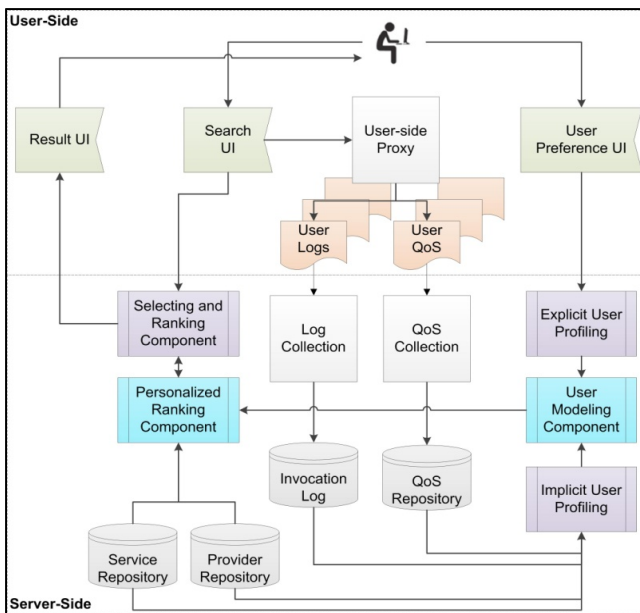 User-Side
Result UI
Search
UI
User-side
Proxy
User
Preference UI
User
Logs
User
QoS
Selecting and
Ranking
Component
Log
Collection
QoS
Collection
Explicit User
Profiling
Personalized
Ranking
Component
User
Modeling
Component
Invocation
Log
QoS
Repository
Implicit User
Profiling
Service
Repository
Provider
Repository
Server-Side